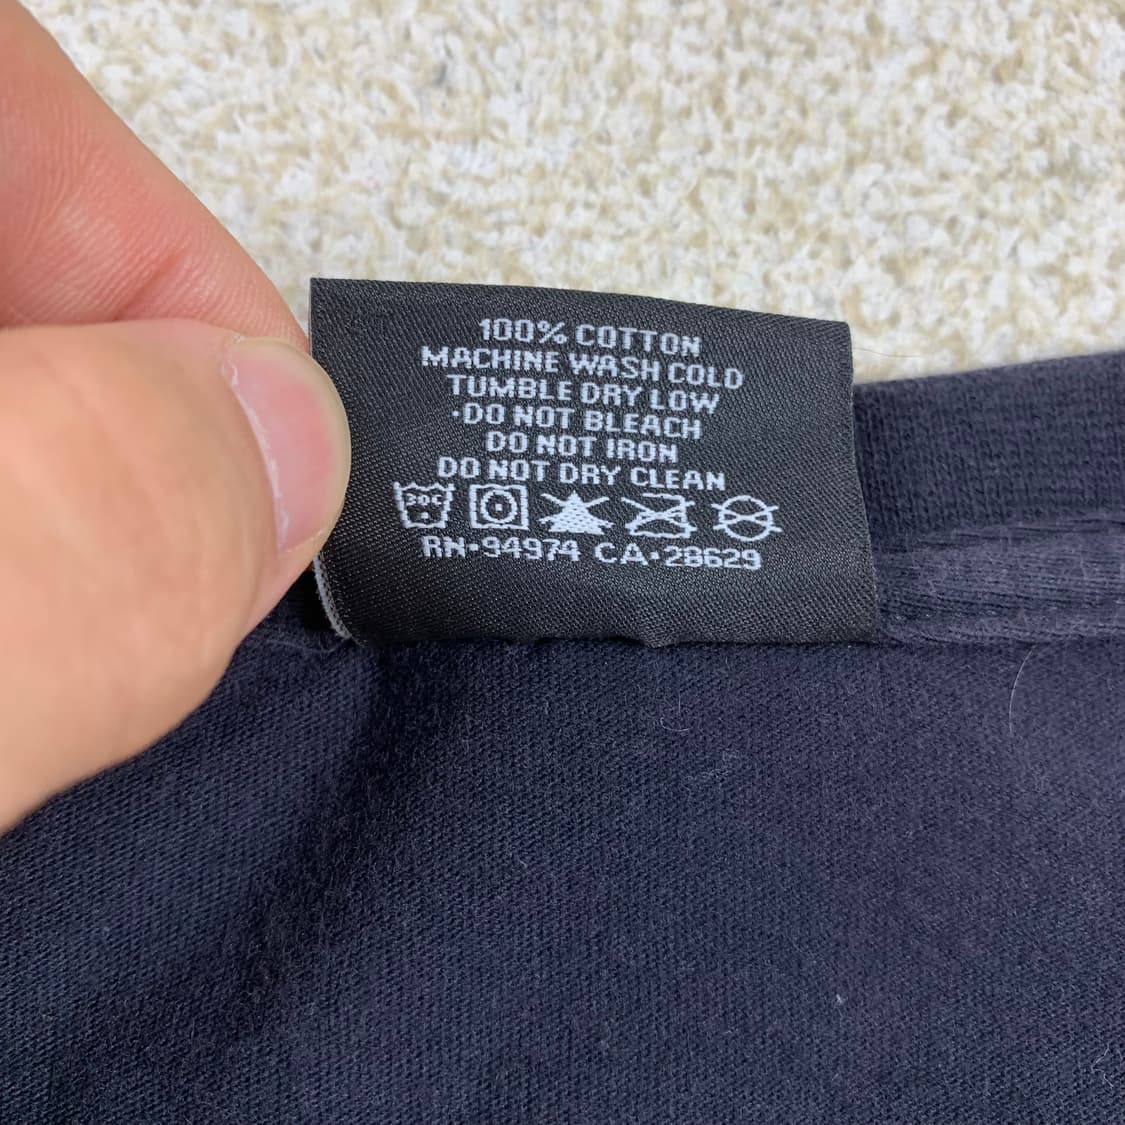 100% COTTON
MACHINE WASH COLD
TUMBLE DRY LOW
·DO NOT BLEACH
DO NOT IRON
DO NOT DRY CLEAN
30C
RN·94974 CA·28629